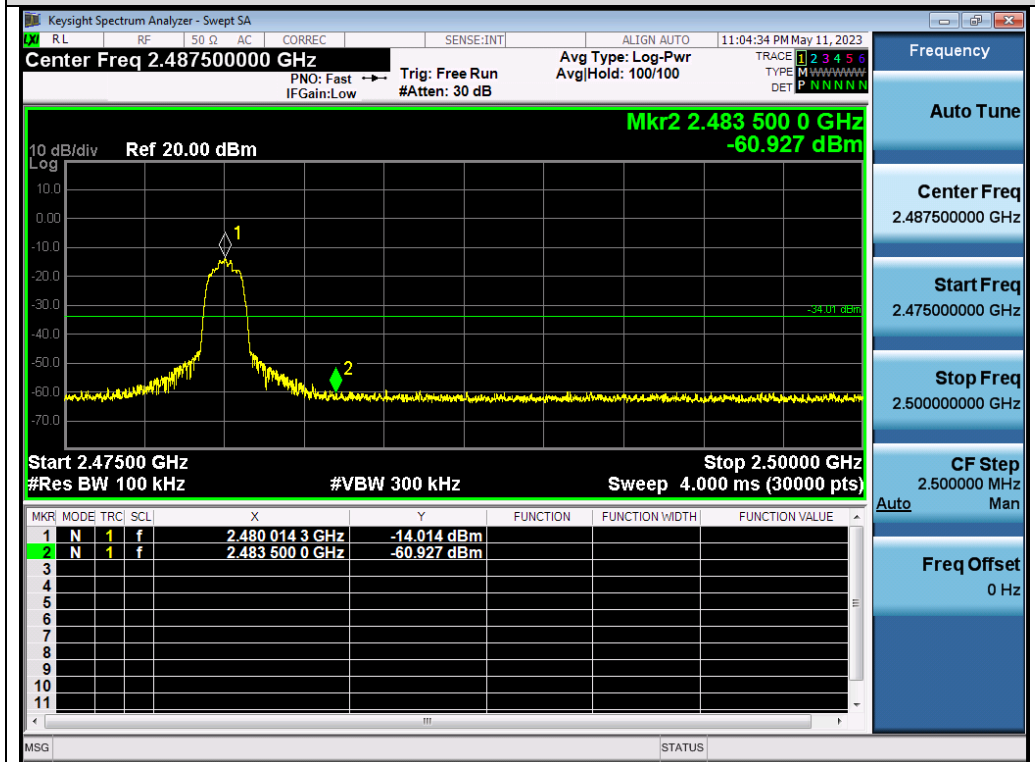 Keysight Spectrum Analyzer - Swept SA
LXI RL RF 50 Ω AC CORREC SENSE:INT ALIGN AUTO 11:04:34 PM May 11, 2023
Center Freq 2.487500000 GHz
PNO: Fast
IFGain:Low
Trig: Free Run
#Atten: 30 dB
Avg Type: Log-Pwr
Avg|Hold: 100/100
TRACE 1 2 3 4 5 6
TYPE M WWWWW
DET P N N N N N
Mkr2 2.483 500 0 GHz
-60.927 dBm
10 dB/div Ref 20.00 dBm
Log
10.0
0.00
-10.0
-20.0
-30.0
-40.0
-50.0
-60.0
-70.0
1
2
-34.01 dBm
Start 2.47500 GHz Stop 2.50000 GHz
#Res BW 100 kHz #VBW 300 kHz Sweep 4.000 ms (30000 pts)
MKR MODE TRC SCL X Y FUNCTION FUNCTION WIDTH FUNCTION VALUE
1 N 1 f 2.480 014 3 GHz -14.014 dBm
2 N 1 f 2.483 500 0 GHz -60.927 dBm
3
4
5
6
7
8
9
10
11
MSG STATUS
Frequency
Auto Tune
Center Freq
2.487500000 GHz
Start Freq
2.475000000 GHz
Stop Freq
2.500000000 GHz
CF Step
2.500000 MHz
Auto Man
Freq Offset
0 Hz